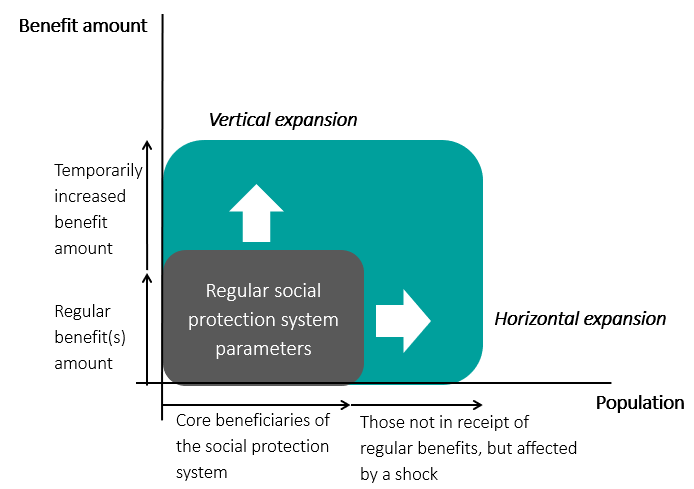 Benefit amount
Vertical expansion
Temporarily
increased
benefit
amount
Regular
benefit(s)
amount
Regular social
protection system
parameters
Horizontal expansion
Population
Core beneficiaries of
the social protection
system
Those not in receipt of
regular benefits, but affected
by a shock